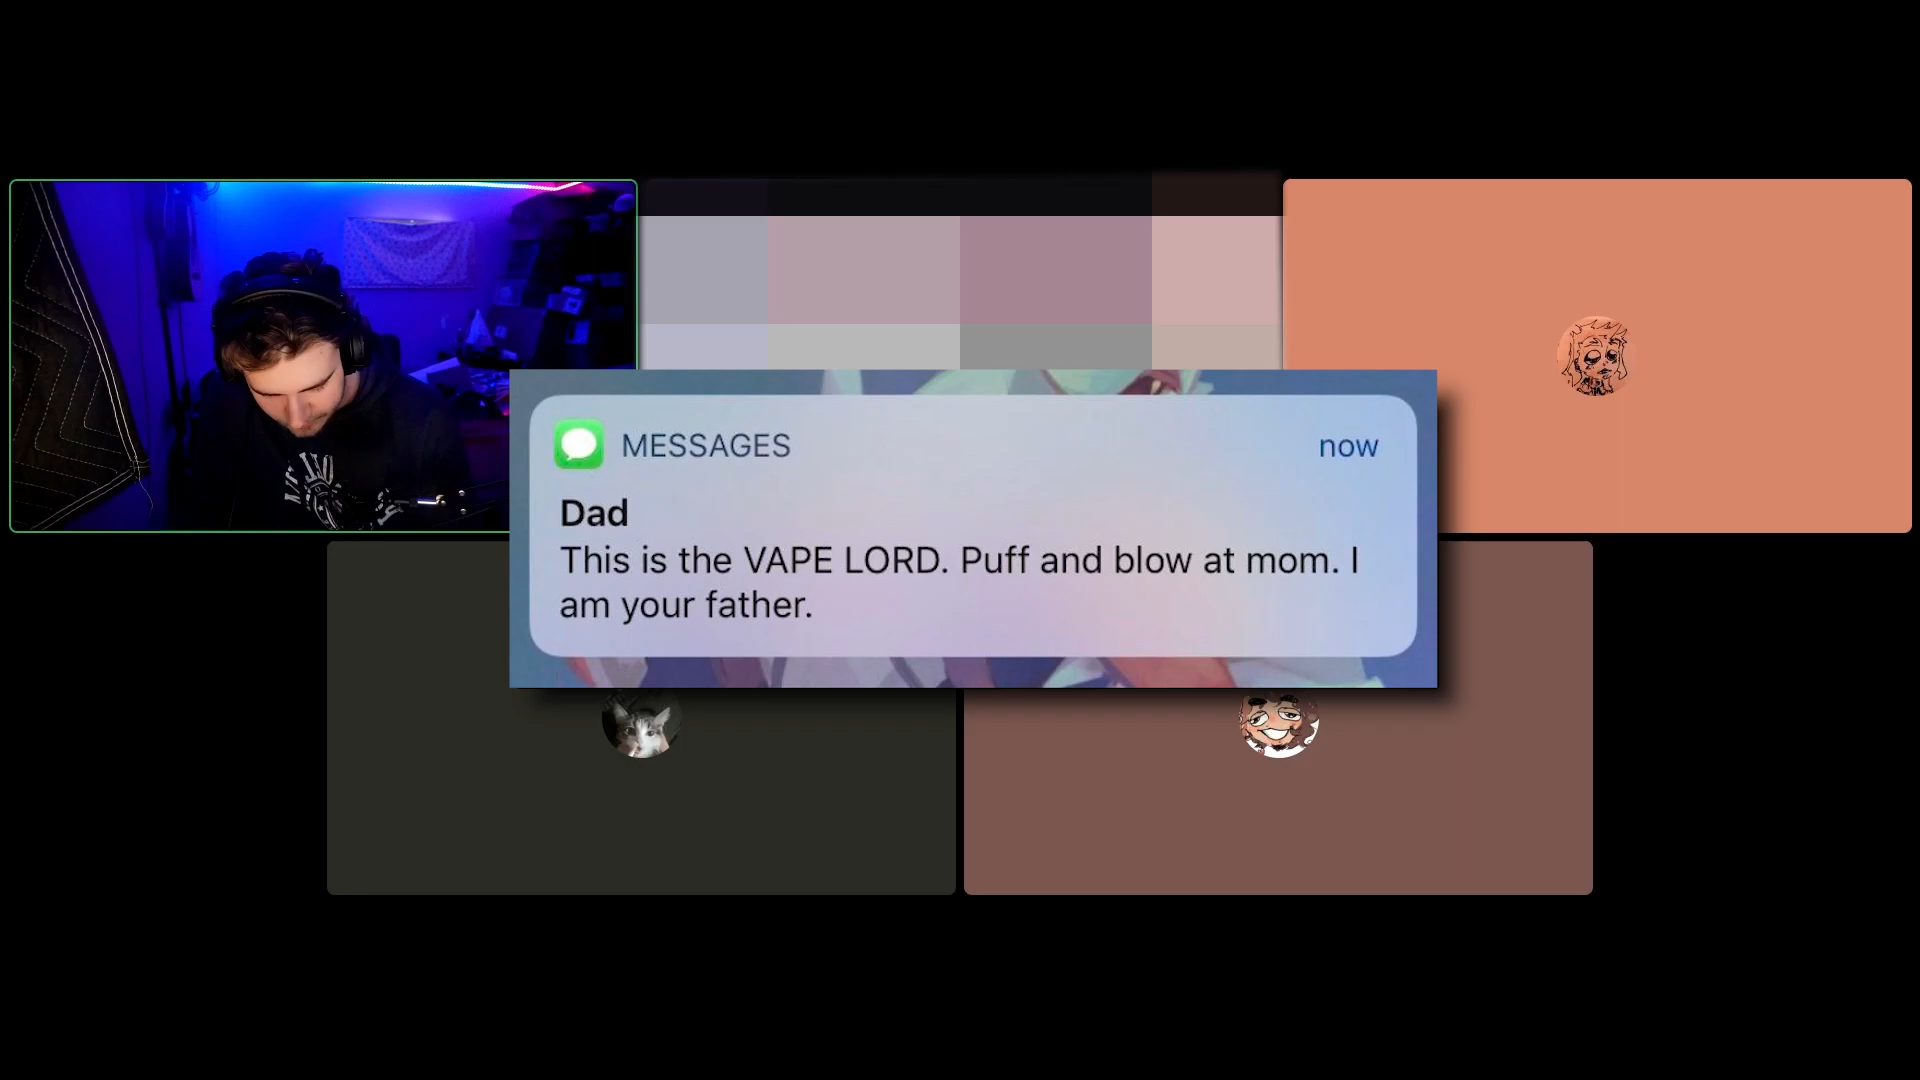 MESSAGES
now
Dad
This is the VAPE LORD. Puff and blow at mom. I
am your father.